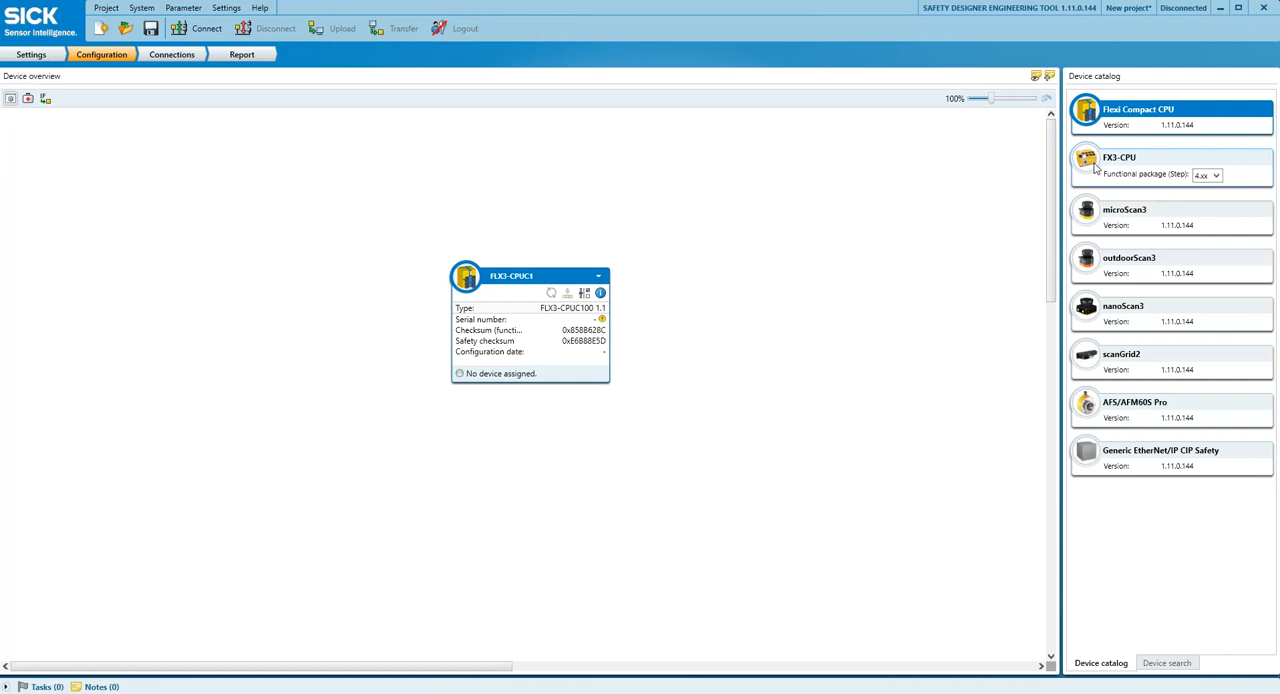 SICK
Sensor Intelligence.
Project System Parameter Settings Help
SAFETY DESIGNER ENGINEERING TOOL 1.11.0.144 New project* Disconnected
Connect Disconnect Upload Transfer Logout
Settings Configuration Connections Report
Device overview
100%
FLX3-CPUC1
Type: FLX3-CPUC100 1.1
Serial number: -
Checksum (functi... 0x858B628C
Safety checksum 0xE6B88E5D
Configuration date: -
No device assigned.
Device catalog
Flexi Compact CPU
Version: 1.11.0.144
FX3-CPU
Functional package (Step): 4.xx
microScan3
Version: 1.11.0.144
outdoorScan3
Version: 1.11.0.144
nanoScan3
Version: 1.11.0.144
scanGrid2
Version: 1.11.0.144
AFS/AFM60S Pro
Version: 1.11.0.144
Generic EtherNet/IP CIP Safety
Version: 1.11.0.144
Device catalog Device search
Tasks (0) Notes (0)